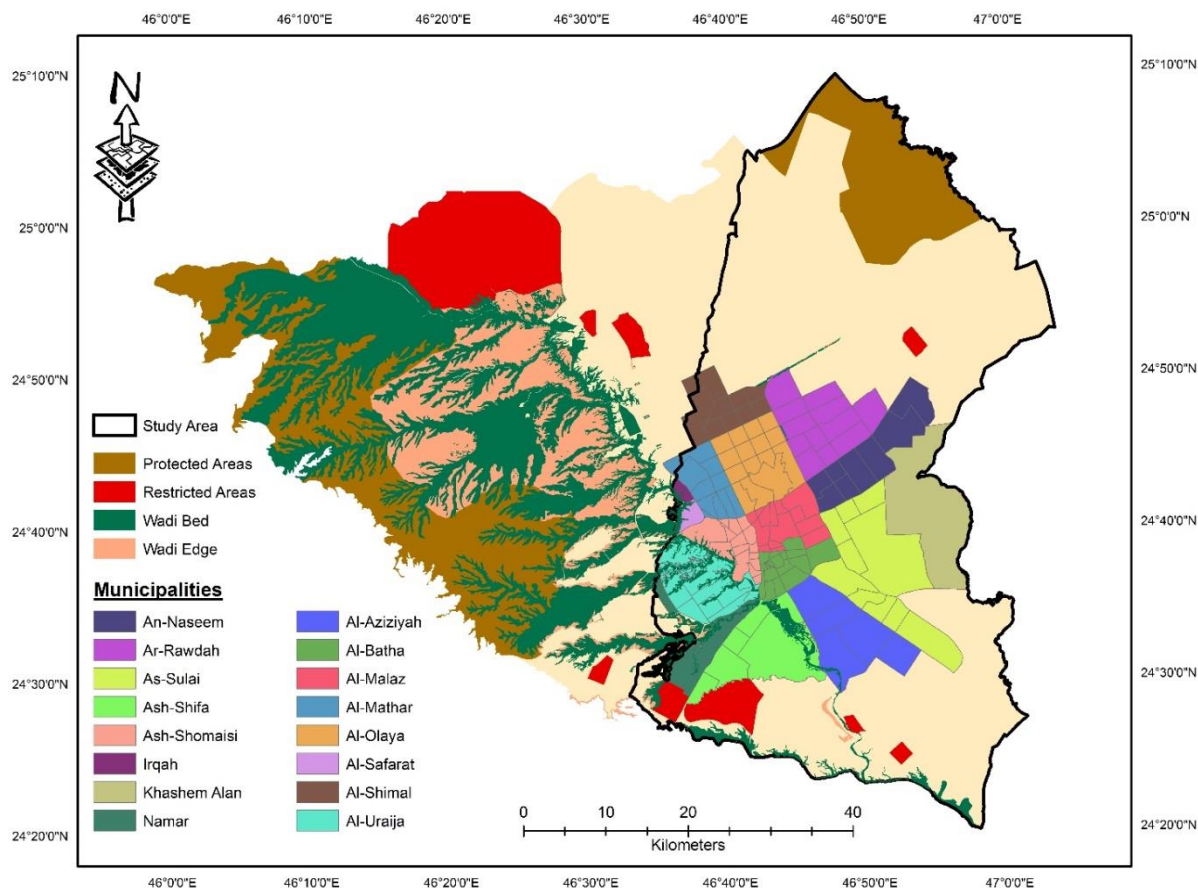 46°0'0"E 46°10'0"E 46°20'0"E 46°30'0"E 46°40'0"E 46°50'0"E 47°0'0"E
25°10'0"N 25°10'0"N
N
25°0'0"N 25°0'0"N
24°50'0"N 24°50'0"N
Study Area
Protected Areas
Restricted Areas
Wadi Bed
Wadi Edge
24°40'0"N 24°40'0"N
Municipalities
An-Naseem Al-Aziziyah
Ar-Rawdah Al-Batha
As-Sulai Al-Malaz
24°30'0"N 24°30'0"N
Ash-Shifa Al-Mathar
Ash-Shomaisi Al-Olaya
Irqah Al-Safarat
Khashem Alan Al-Shimal
Namar Al-Uraija
0 10 20 40
Kilometers
24°20'0"N 24°20'0"N
46°0'0"E 46°10'0"E 46°20'0"E 46°30'0"E 46°40'0"E 46°50'0"E 47°0'0"E